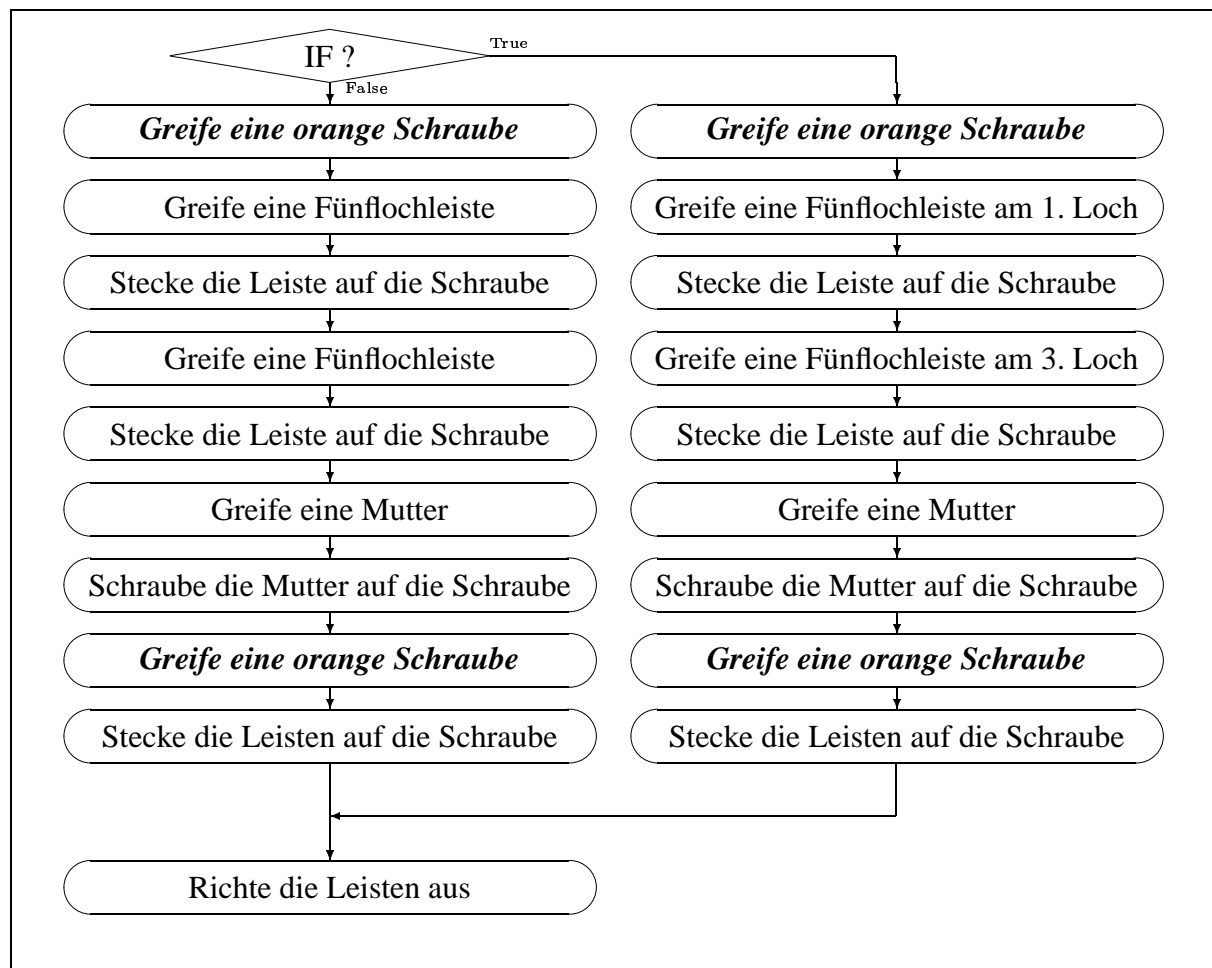 IF ?
True
False
Greife eine orange Schraube
Greife eine Fünflochleiste
Stecke die Leiste auf die Schraube
Greife eine Fünflochleiste
Stecke die Leiste auf die Schraube
Greife eine Mutter
Schraube die Mutter auf die Schraube
Greife eine orange Schraube
Stecke die Leisten auf die Schraube
Greife eine orange Schraube
Greife eine Fünflochleiste am 1. Loch
Stecke die Leiste auf die Schraube
Greife eine Fünflochleiste am 3. Loch
Stecke die Leiste auf die Schraube
Greife eine Mutter
Schraube die Mutter auf die Schraube
Greife eine orange Schraube
Stecke die Leisten auf die Schraube
Richte die Leisten aus